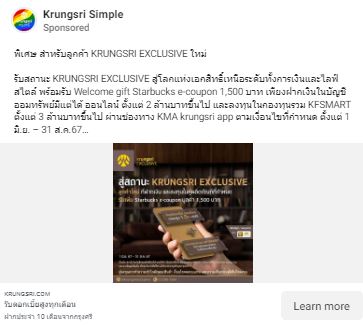 Krungsri Simple
Sponsored
พิเศษ สำหรับลูกค้า KRUNGSRI EXCLUSIVE ใหม่
รับสถานะ KRUNGSRI EXCLUSIVE สู่โลกแห่งเอกสิทธิ์เหนือระดับทั้งการเงินและไลฟ์
สไตล์ พร้อมรับ Welcome gift Starbucks e-coupon 1,500 บาท เพียงฝากเงินในบัญชี
ออมทรัพย์มีแต่ได้ ออนไลน์ ตั้งแต่ 2 ล้านบาทขึ้นไป และลงทุนในกองทุนรวม KFSMART
ตั้งแต่ 3 ล้านบาทขึ้นไป ผ่านช่องทาง KMA krungsri app ตามเงื่อนไขที่กำหนด ตั้งแต่ 1
มิ.ย. – 31 ส.ค.67...
krungsri
EXCLUSIVE
สู่สถานะ KRUNGSRI EXCLUSIVE
Starbucks e-coupon มูลค่า 1,500 บาท
KRUNGSRI.COM
รับดอกเบี้ยสูงทุกเดือน
ฝากประจำ 10 เดือนจากกรุงศรี
Learn more